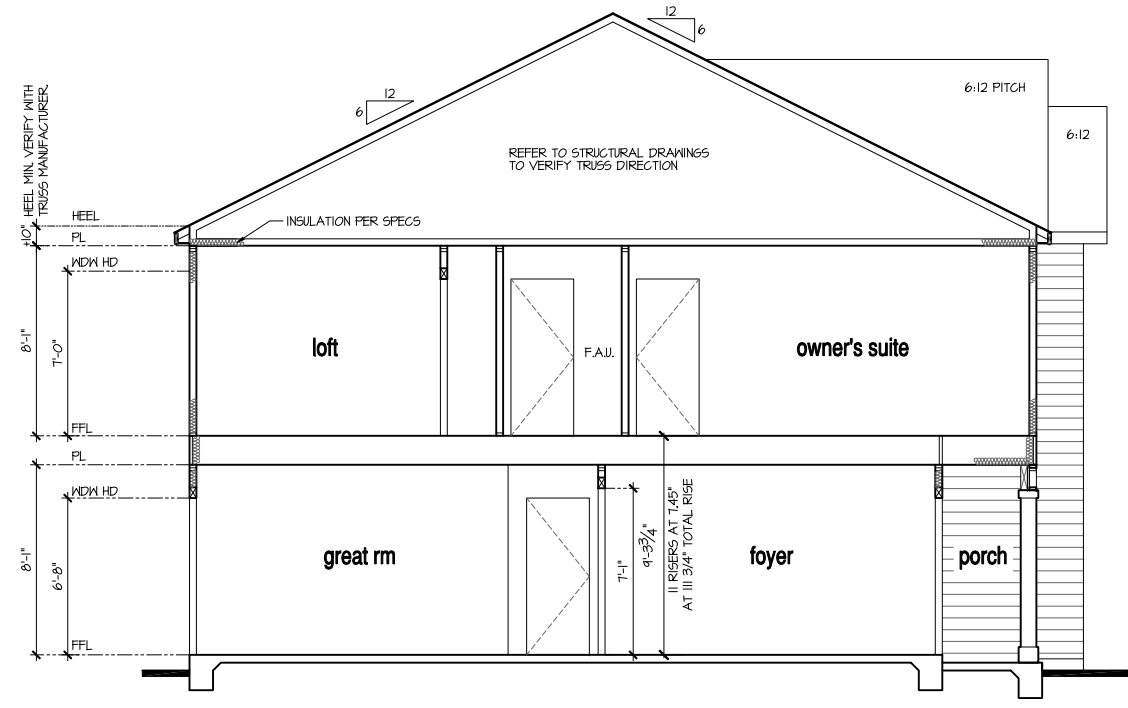 12
6
12
6
6:12 PITCH
6:12
REFER TO STRUCTURAL DRAWINGS
TO VERIFY TRUSS DIRECTION
+10" HEEL MIN. VERIFY WITH
TRUSS MANUFACTURER.
HEEL
INSULATION PER SPECS
PL
WDW HD
8'-1"
7'-0"
loft
F.A.U.
owner's suite
FFL
PL
WDW HD
8'-1"
6'-8"
great rm
7'-1"
9'-3 3/4"
11 RISERS AT 7.45"
AT 111 3/4" TOTAL RISE
foyer
porch
FFL